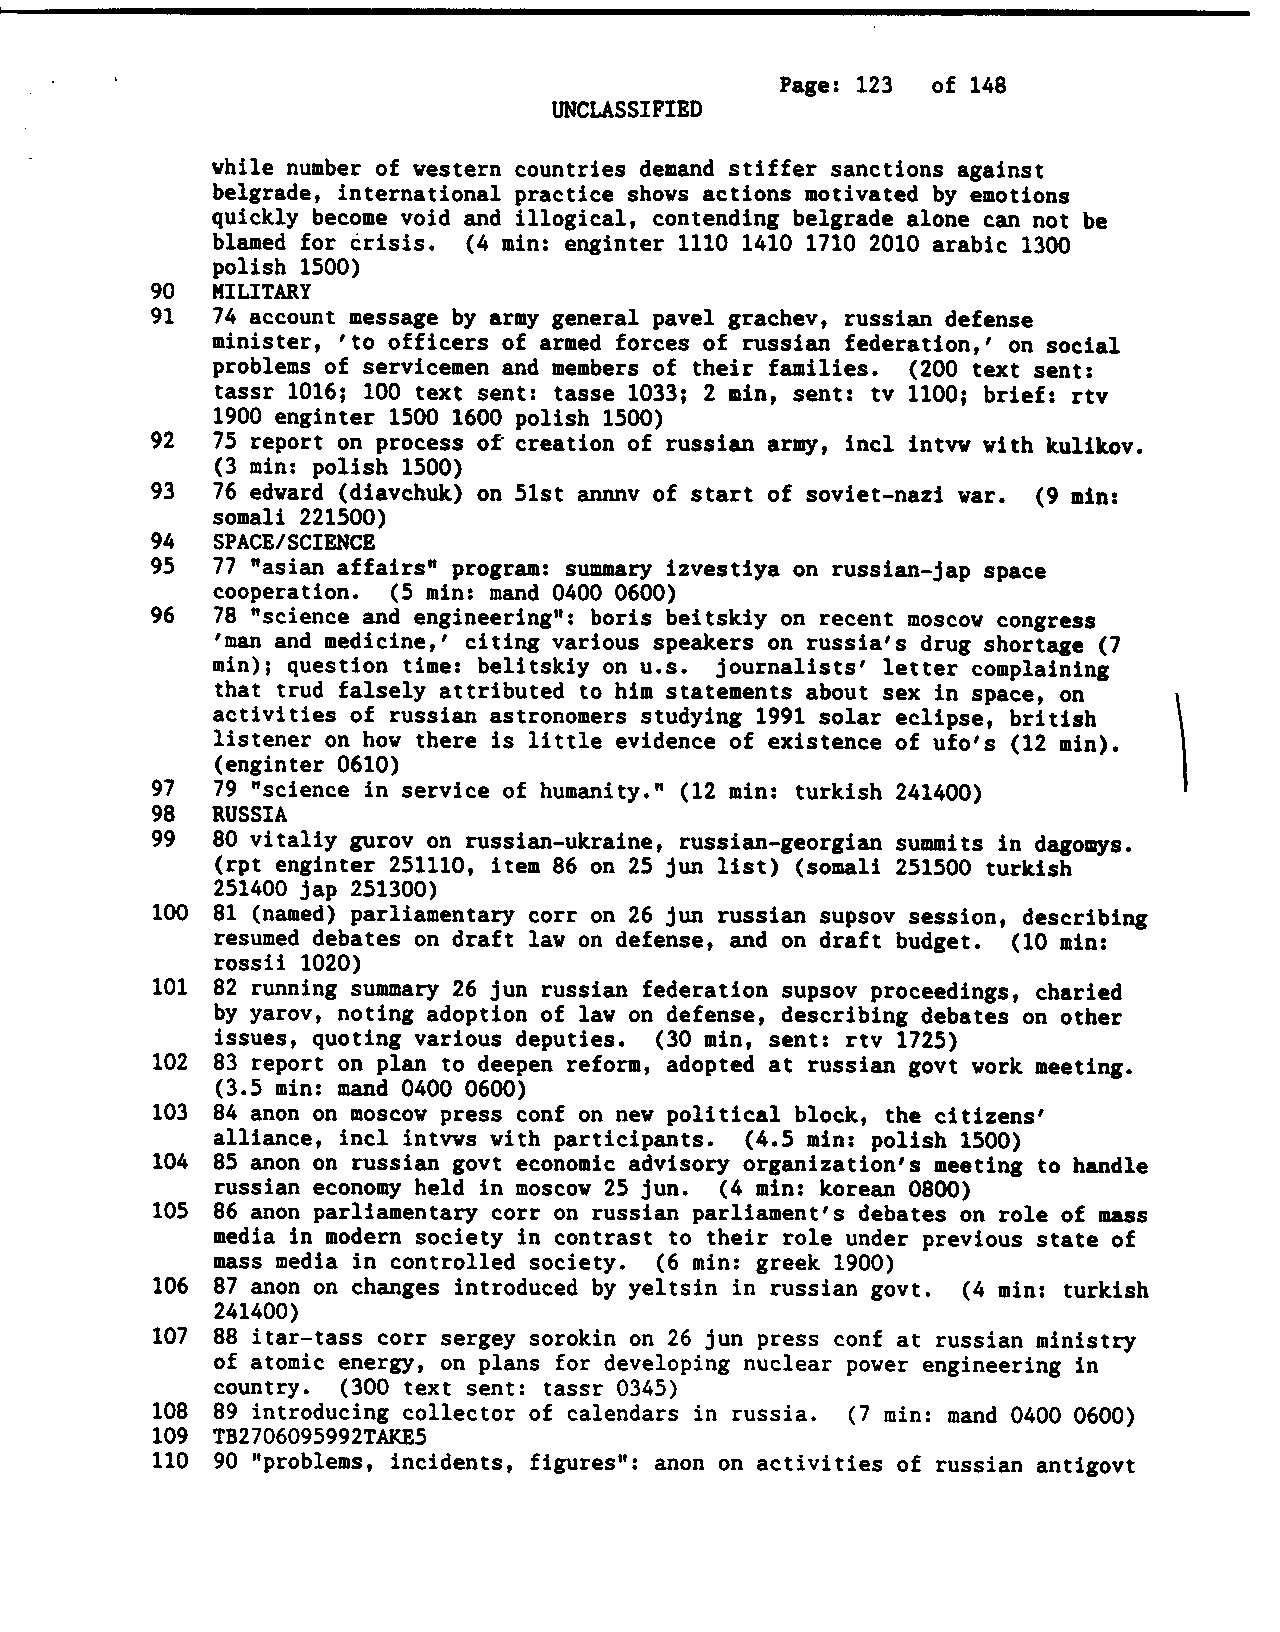 Page: 123 of 148
UNCLASSIFIED
while number of western countries demand stiffer sanctions against
belgrade, international practice shows actions motivated by emotions
quickly become void and illogical, contending belgrade alone can not be
blamed for crisis. (4 min: enginter 1110 1410 1710 2010 arabic 1300
polish 1500)
90 MILITARY
91 74 account message by army general pavel grachev, russian defense
minister, 'to officers of armed forces of russian federation,' on social
problems of servicemen and members of their families. (200 text sent:
tassr 1016; 100 text sent: tasse 1033; 2 min, sent: tv 1100; brief: rtv
1900 enginter 1500 1600 polish 1500)
92 75 report on process of creation of russian army, incl intvw with kulikov.
(3 min: polish 1500)
93 76 edward (diavchuk) on 51st annnv of start of soviet-nazi war. (9 min:
somali 221500)
94 SPACE/SCIENCE
95 77 "asian affairs" program: summary izvestiya on russian-jap space
cooperation. (5 min: mand 0400 0600)
96 78 "science and engineering": boris beitskiy on recent moscow congress
'man and medicine,' citing various speakers on russia's drug shortage (7
min); question time: belitskiy on u.s. journalists' letter complaining
that trud falsely attributed to him statements about sex in space, on
activities of russian astronomers studying 1991 solar eclipse, british
listener on how there is little evidence of existence of ufo's (12 min).
(enginter 0610)
97 79 "science in service of humanity." (12 min: turkish 241400)
98 RUSSIA
99 80 vitaliy gurov on russian-ukraine, russian-georgian summits in dagomys.
(rpt enginter 251110, item 86 on 25 jun list) (somali 251500 turkish
251400 jap 251300)
100 81 (named) parliamentary corr on 26 jun russian supsov session, describing
resumed debates on draft law on defense, and on draft budget. (10 min:
rossii 1020)
101 82 running summary 26 jun russian federation supsov proceedings, charied
by yarov, noting adoption of law on defense, describing debates on other
issues, quoting various deputies. (30 min, sent: rtv 1725)
102 83 report on plan to deepen reform, adopted at russian govt work meeting.
(3.5 min: mand 0400 0600)
103 84 anon on moscow press conf on new political block, the citizens'
alliance, incl intvws with participants. (4.5 min: polish 1500)
104 85 anon on russian govt economic advisory organization's meeting to handle
russian economy held in moscow 25 jun. (4 min: korean 0800)
105 86 anon parliamentary corr on russian parliament's debates on role of mass
media in modern society in contrast to their role under previous state of
mass media in controlled society. (6 min: greek 1900)
106 87 anon on changes introduced by yeltsin in russian govt. (4 min: turkish
241400)
107 88 itar-tass corr sergey sorokin on 26 jun press conf at russian ministry
of atomic energy, on plans for developing nuclear power engineering in
country. (300 text sent: tassr 0345)
108 89 introducing collector of calendars in russia. (7 min: mand 0400 0600)
109 TB2706095992TAKE5
110 90 "problems, incidents, figures": anon on activities of russian antigovt